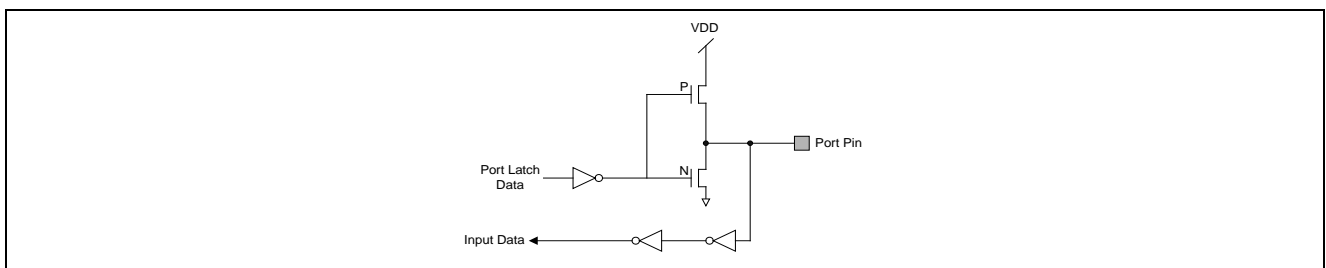 VDD
P
Port Pin
Port Latch
Data
N
Input Data